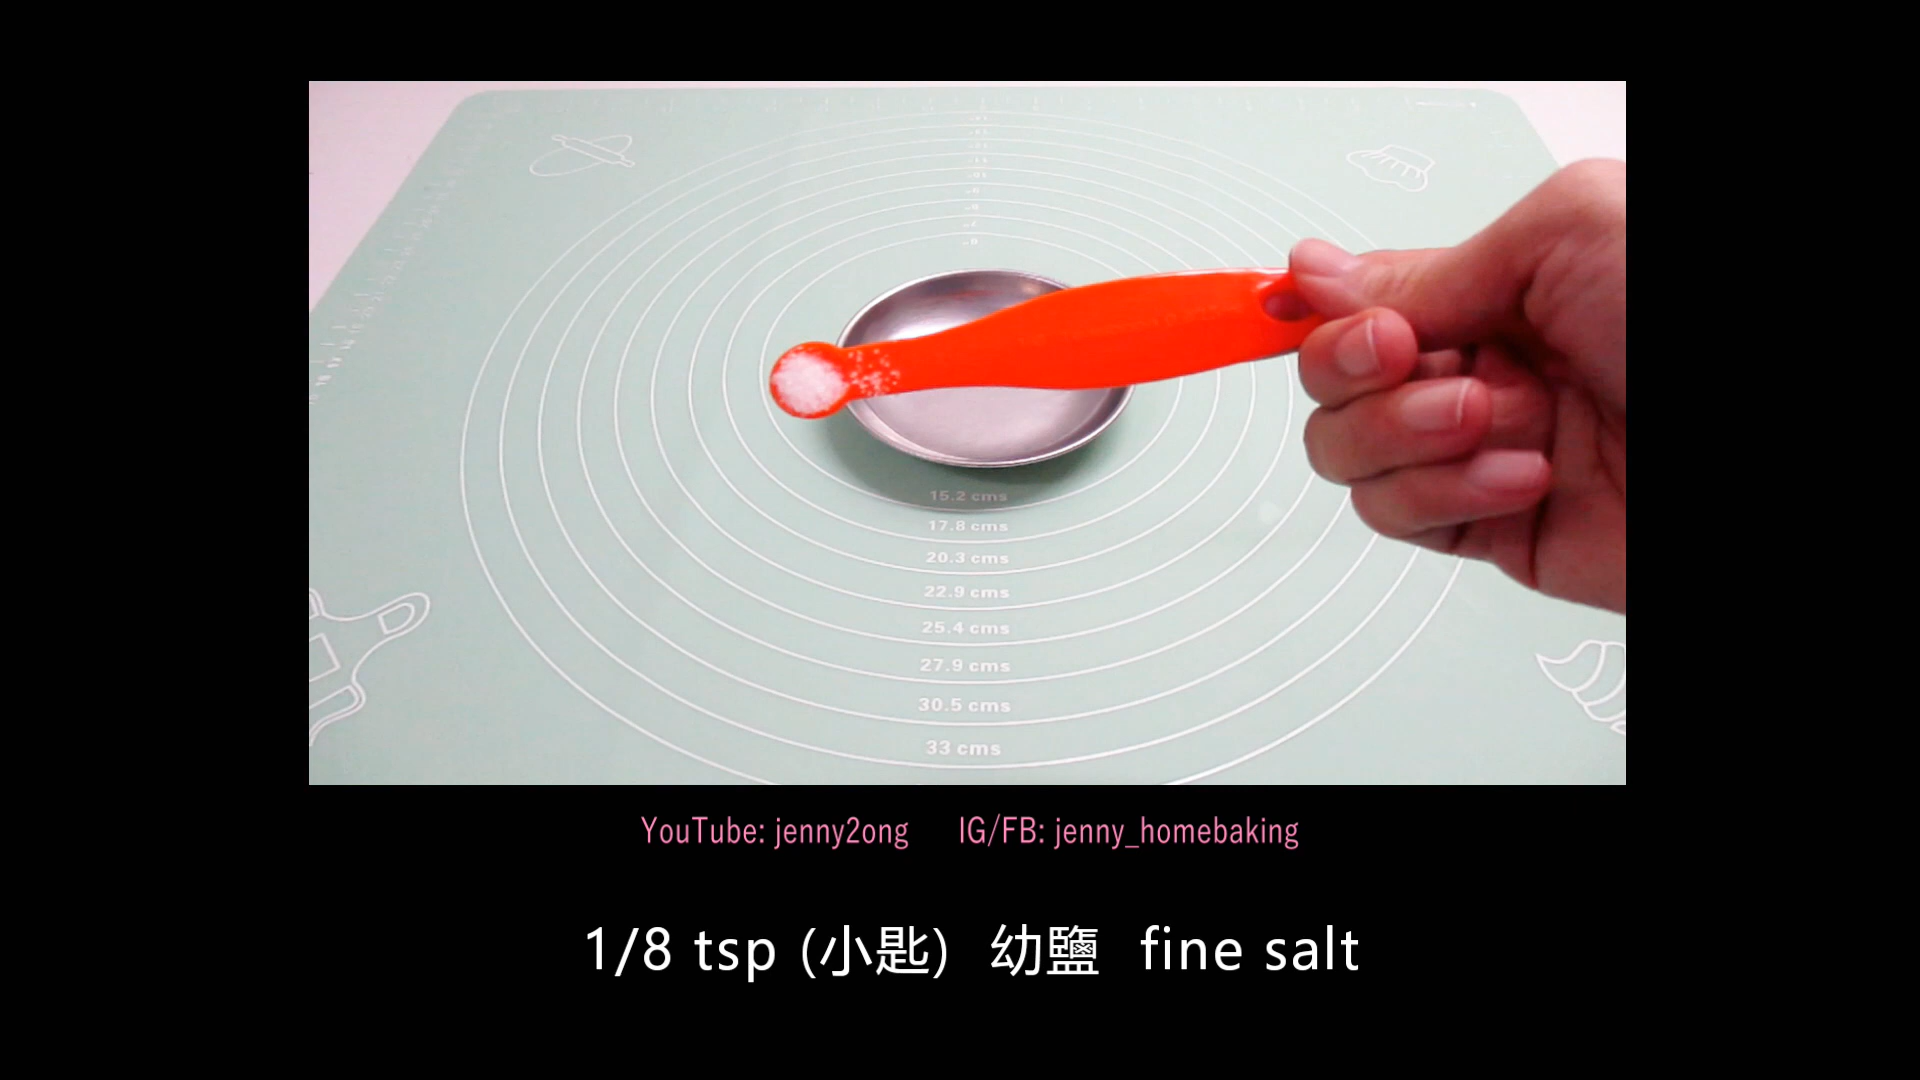 15.2 cms
17.8 cms
20.3 cms
22.9 cms
25.4 cms
27.9 cms
30.5 cms
33 cms
YouTube: jenny2ong IG/FB: jenny_homebaking
1/8 tsp (小匙) 幼鹽 fine salt